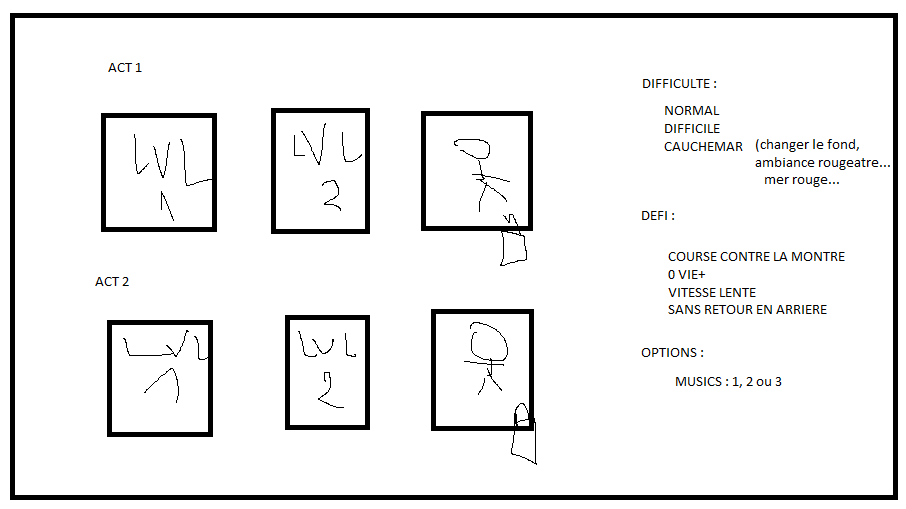 ACT 1
LVL
1
LVL
2
ACT 2
LVL
1
LVL
2
DIFFICULTE :
NORMAL
DIFFICILE
CAUCHEMAR (changer le fond,
ambiance rougeatre...
mer rouge...
DEFI :
COURSE CONTRE LA MONTRE
0 VIE+
VITESSE LENTE
SANS RETOUR EN ARRIERE
OPTIONS :
MUSICS : 1, 2 ou 3